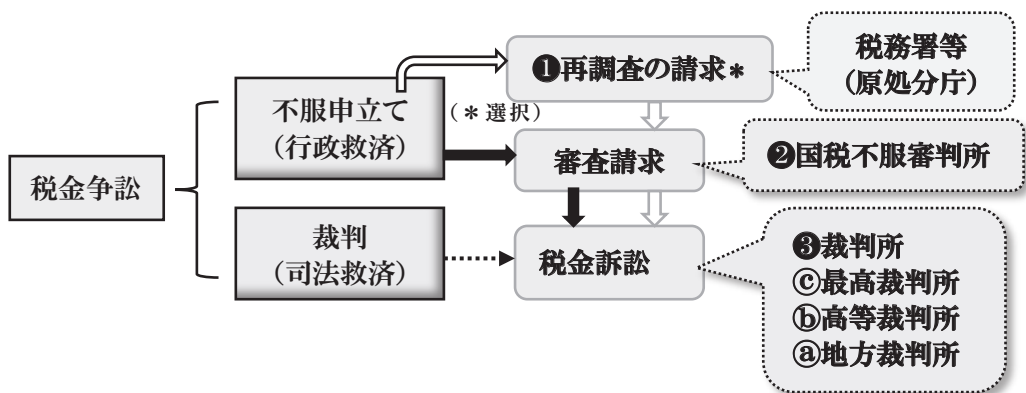 税金争訟
不服申立て
(行政救済)
(*選択)
裁判
(司法救済)
❶再調査の請求*
審査請求
税金訴訟
税務署等
(原処分庁)
❷国税不服審判所
❸裁判所
ⓒ最高裁判所
ⓑ高等裁判所
ⓐ地方裁判所